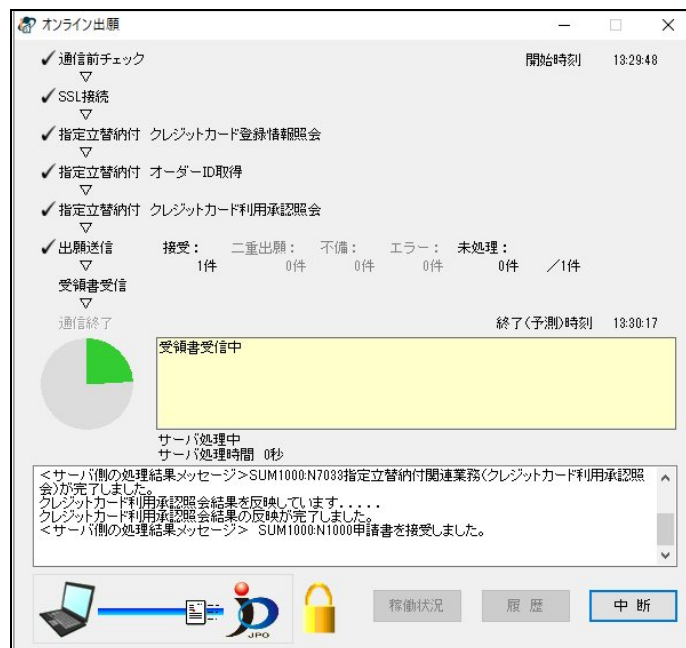 オンライン出願
通信前チェック 開始時刻 13:29:48
SSL接続
指定立替納付 クレジットカード登録情報照会
指定立替納付 オーダーID取得
指定立替納付 クレジットカード利用承認照会
出願送信 接受： 二重出願： 不備： エラー： 未処理：
1件 0件 0件 0件 0件 ／1件
受領書受信
通信終了 終了(予測)時刻 13:30:17
受領書受信中
サーバ処理中
サーバ処理時間 0秒
<サーバ側の処理結果メッセージ>SUM1000:N7033指定立替納付関連業務(クレジットカード利用承認照
会)が完了しました。
クレジットカード利用承認照会結果を反映しています.....
クレジットカード利用承認照会結果の反映が完了しました。
<サーバ側の処理結果メッセージ> SUM1000:N1000申請書を接受しました。
JPO 稼働状況 履 歴 中 断